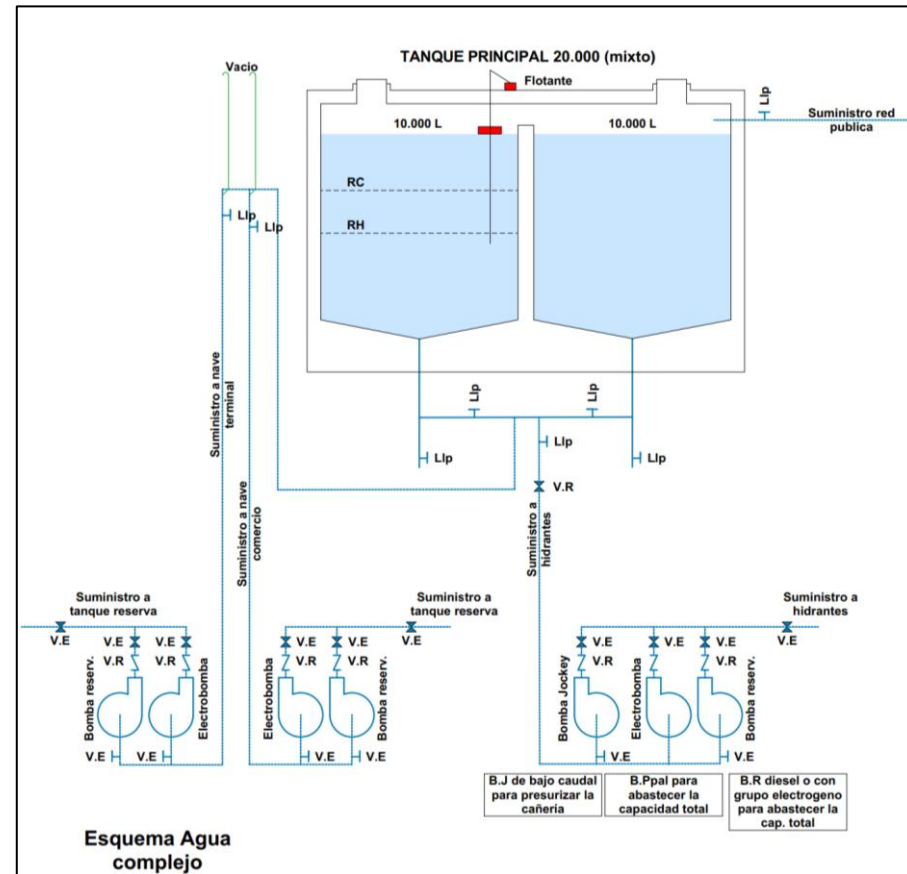 TANQUE PRINCIPAL 20.000 (mixto)
Vacio
Flotante
Llp
Suministro red
publica
10.000 L
10.000 L
RC
RH
Llp
Llp
Suministro a nave
terminal
Suministro a nave
comercio
Llp
Llp
Llp
Llp
Llp
V.R
Suministro a
hidrantes
Suministro a
tanque reserva
V.E
V.E
V.E
V.R
V.R
Bomba reserv.
Electrobomba
V.E
V.E
Suministro a
tanque reserva
V.E
V.E
V.E
V.R
V.R
Electrobomba
Bomba reserv.
V.E
V.E
Suministro a
hidrantes
V.E
V.E
V.E
V.E
V.R
V.R
Bomba Jockey
Electrobomba
Bomba reserv.
V.E
V.E
B.J de bajo caudal
para presurizar la
cañeria
B.Ppal para
abastecer la
capacidad total
B.R diesel o con
grupo electrogeno
para abastecer la
cap. total
Esquema Agua
complejo